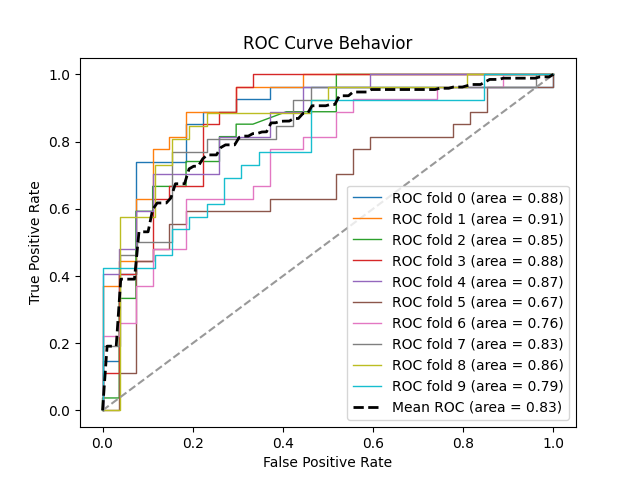 ROC Curve Behavior
True Positive Rate
1.0
0.8
0.6
0.4
0.2
0.0
ROC fold 0 (area = 0.88)
ROC fold 1 (area = 0.91)
ROC fold 2 (area = 0.85)
ROC fold 3 (area = 0.88)
ROC fold 4 (area = 0.87)
ROC fold 5 (area = 0.67)
ROC fold 6 (area = 0.76)
ROC fold 7 (area = 0.83)
ROC fold 8 (area = 0.86)
ROC fold 9 (area = 0.79)
Mean ROC (area = 0.83)
0.0 0.2 0.4 0.6 0.8 1.0
False Positive Rate